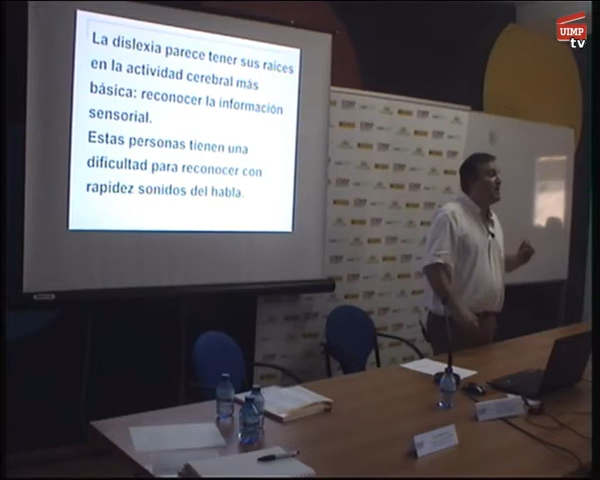 La dislexia parece tener sus raices
en la actividad cerebral más
básica: reconocer la información
sensorial.
Estas personas tienen una
dificultad para reconocer con
rapidez sonidos del habla.
UIMP
tv